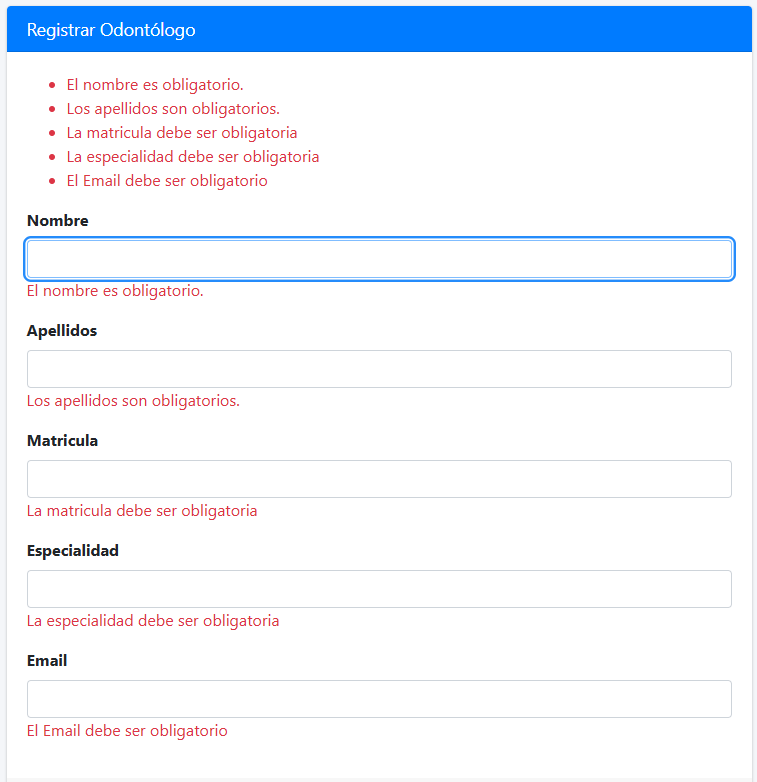 Registrar Odontólogo
El nombre es obligatorio.
Los apellidos son obligatorios.
La matricula debe ser obligatoria
La especialidad debe ser obligatoria
El Email debe ser obligatorio
Nombre
El nombre es obligatorio.
Apellidos
Los apellidos son obligatorios.
Matricula
La matricula debe ser obligatoria
Especialidad
La especialidad debe ser obligatoria
Email
El Email debe ser obligatorio